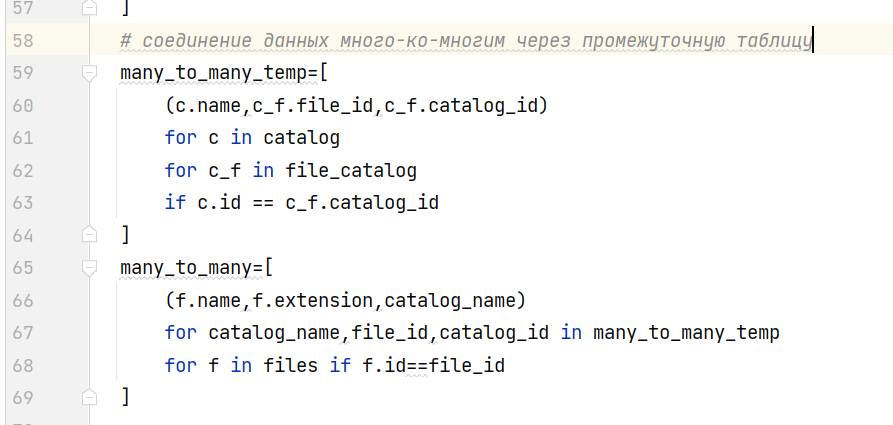 57 ]
58 # соединение данных много-ко-многим через промежуточную таблицу
59 many_to_many_temp=[
60 (c.name,c_f.file_id,c_f.catalog_id)
61 for c in catalog
62 for c_f in file_catalog
63 if c.id == c_f.catalog_id
64 ]
65 many_to_many=[
66 (f.name,f.extension,catalog_name)
67 for catalog_name,file_id,catalog_id in many_to_many_temp
68 for f in files if f.id==file_id
69 ]